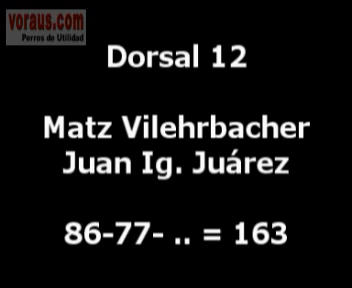 voraus.com
Perros de Utilidad
Dorsal 12
Matz Vilehrbacher
Juan Ig. Juárez
86-77- .. = 163